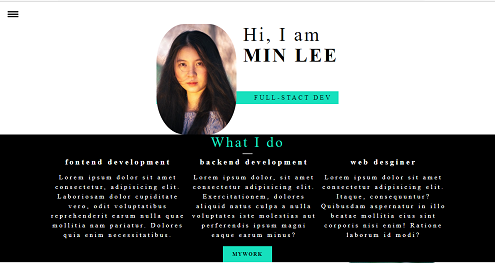 Hi, I am
MIN LEE
FULL-STACT DEV
What I do
fontend development
Lorem ipsum dolor sit amet
consectetur, adipisicing elit.
Laboriosam dolor cupiditate
vero, odit voluptatibus
reprehenderit earum nulla quae
mollitia nam pariatur. Dolores
quia enim necessitatibus.
backend development
Lorem ipsum dolor sit amet
consectetur, adipisicing elit.
Exercitationem, dolores
aliquid natus culpa a nulla
voluptates iste molestias aut
perferendis ipsum magni
eaque earum minus?
web desginer
Lorem ipsum dolor sit amet
consectetur, adipisicing elit.
Itaque, consequuntur?
Quibusdam aspernatur in illo
beatae mollitia eius sint
corporis nisi enim! Ratione
laborum id modi?
MYWORK